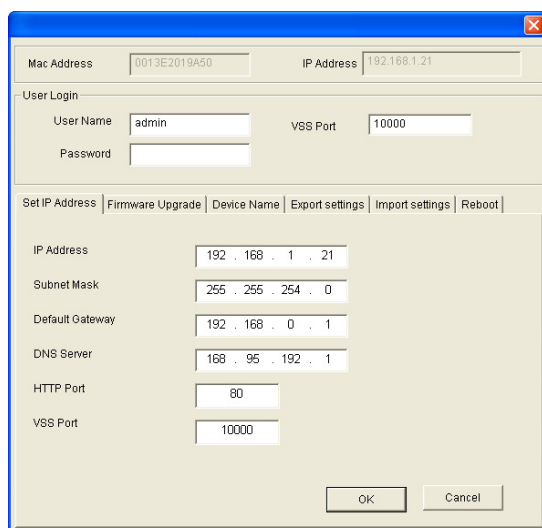 Mac Address 0013E2019A50 IP Address 192.168.1.21
User Login
User Name admin VSS Port 10000
Password
Set IP Address Firmware Upgrade Device Name Export settings Import settings Reboot
IP Address 192 . 168 . 1 . 21
Subnet Mask 255 . 255 . 254 . 0
Default Gateway 192 . 168 . 0 . 1
DNS Server 168 . 95 . 192 . 1
HTTP Port 80
VSS Port 10000
OK Cancel